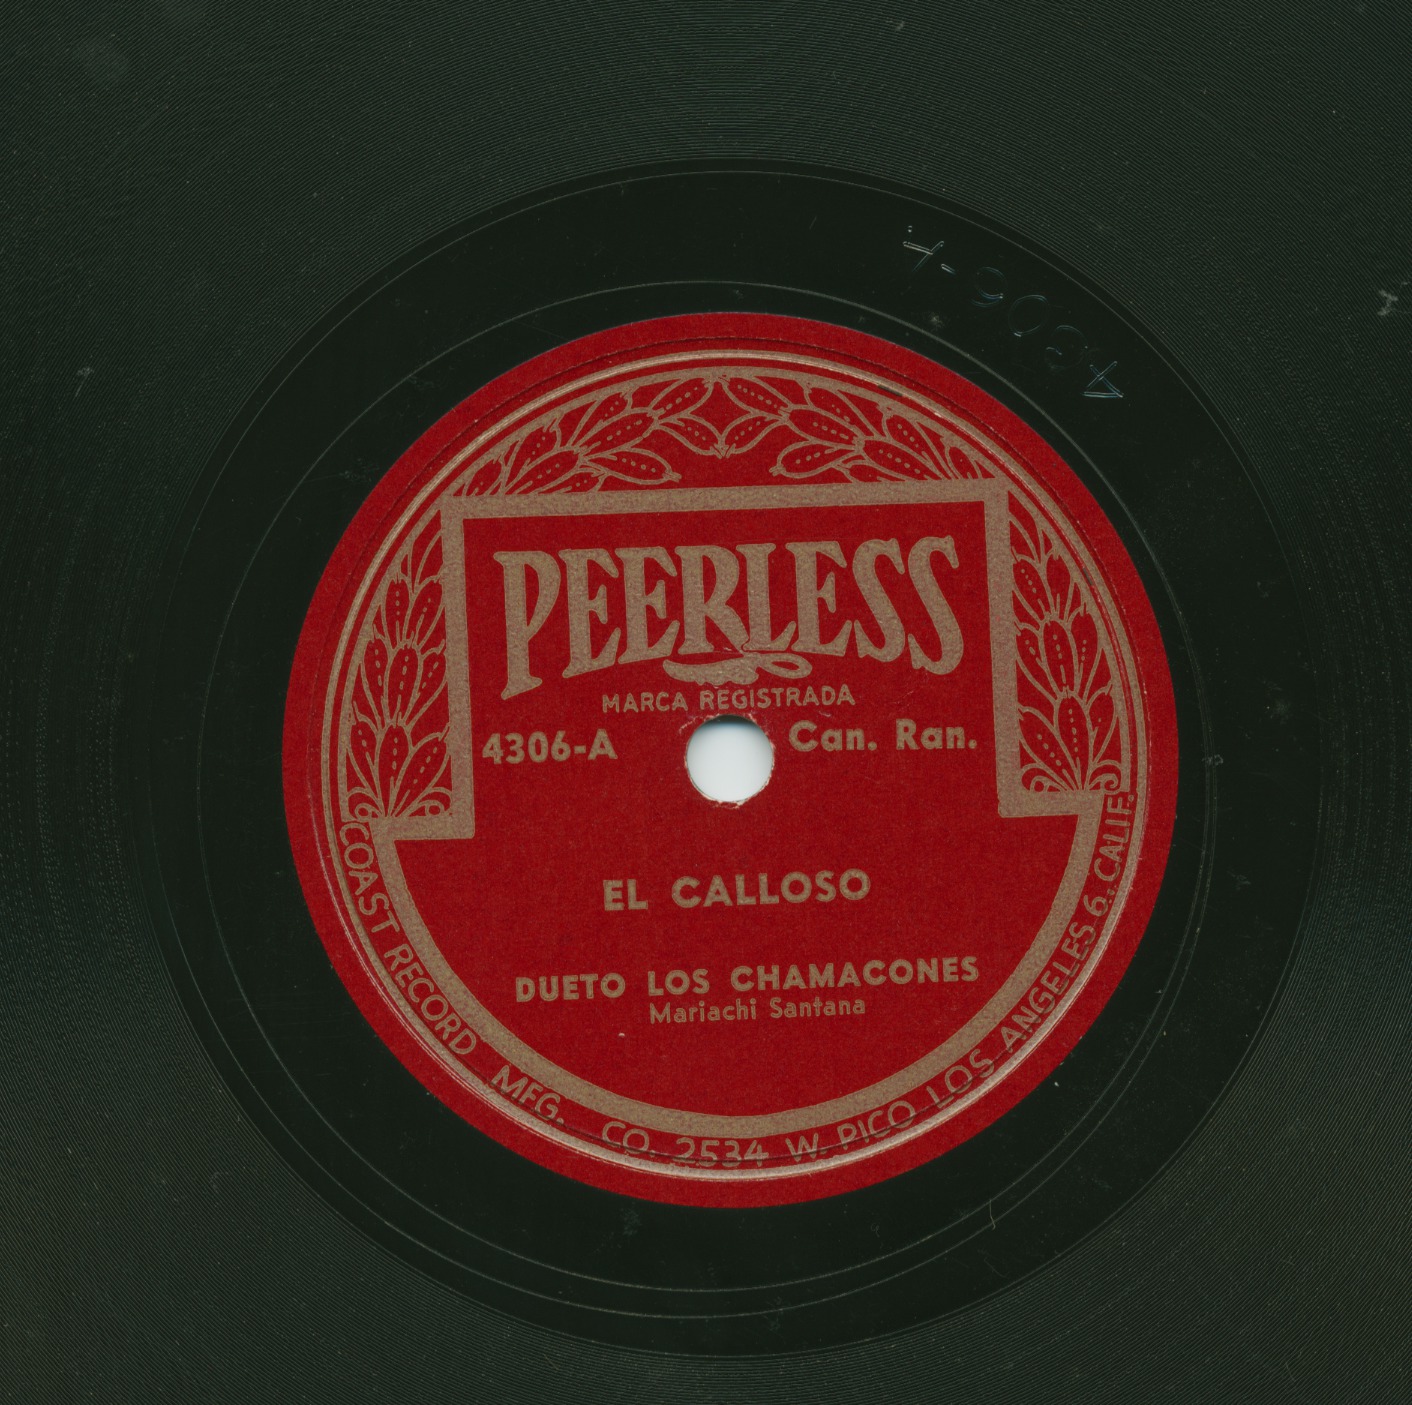 PEERLESS
MARCA REGISTRADA
4306-A Can. Ran.
EL CALLOSO
DUETO LOS CHAMACONES
Mariachi Santana
COAST RECORD MFG. CO. 2534 W. PICO LOS ANGELES 6, CALIF.
4306-A